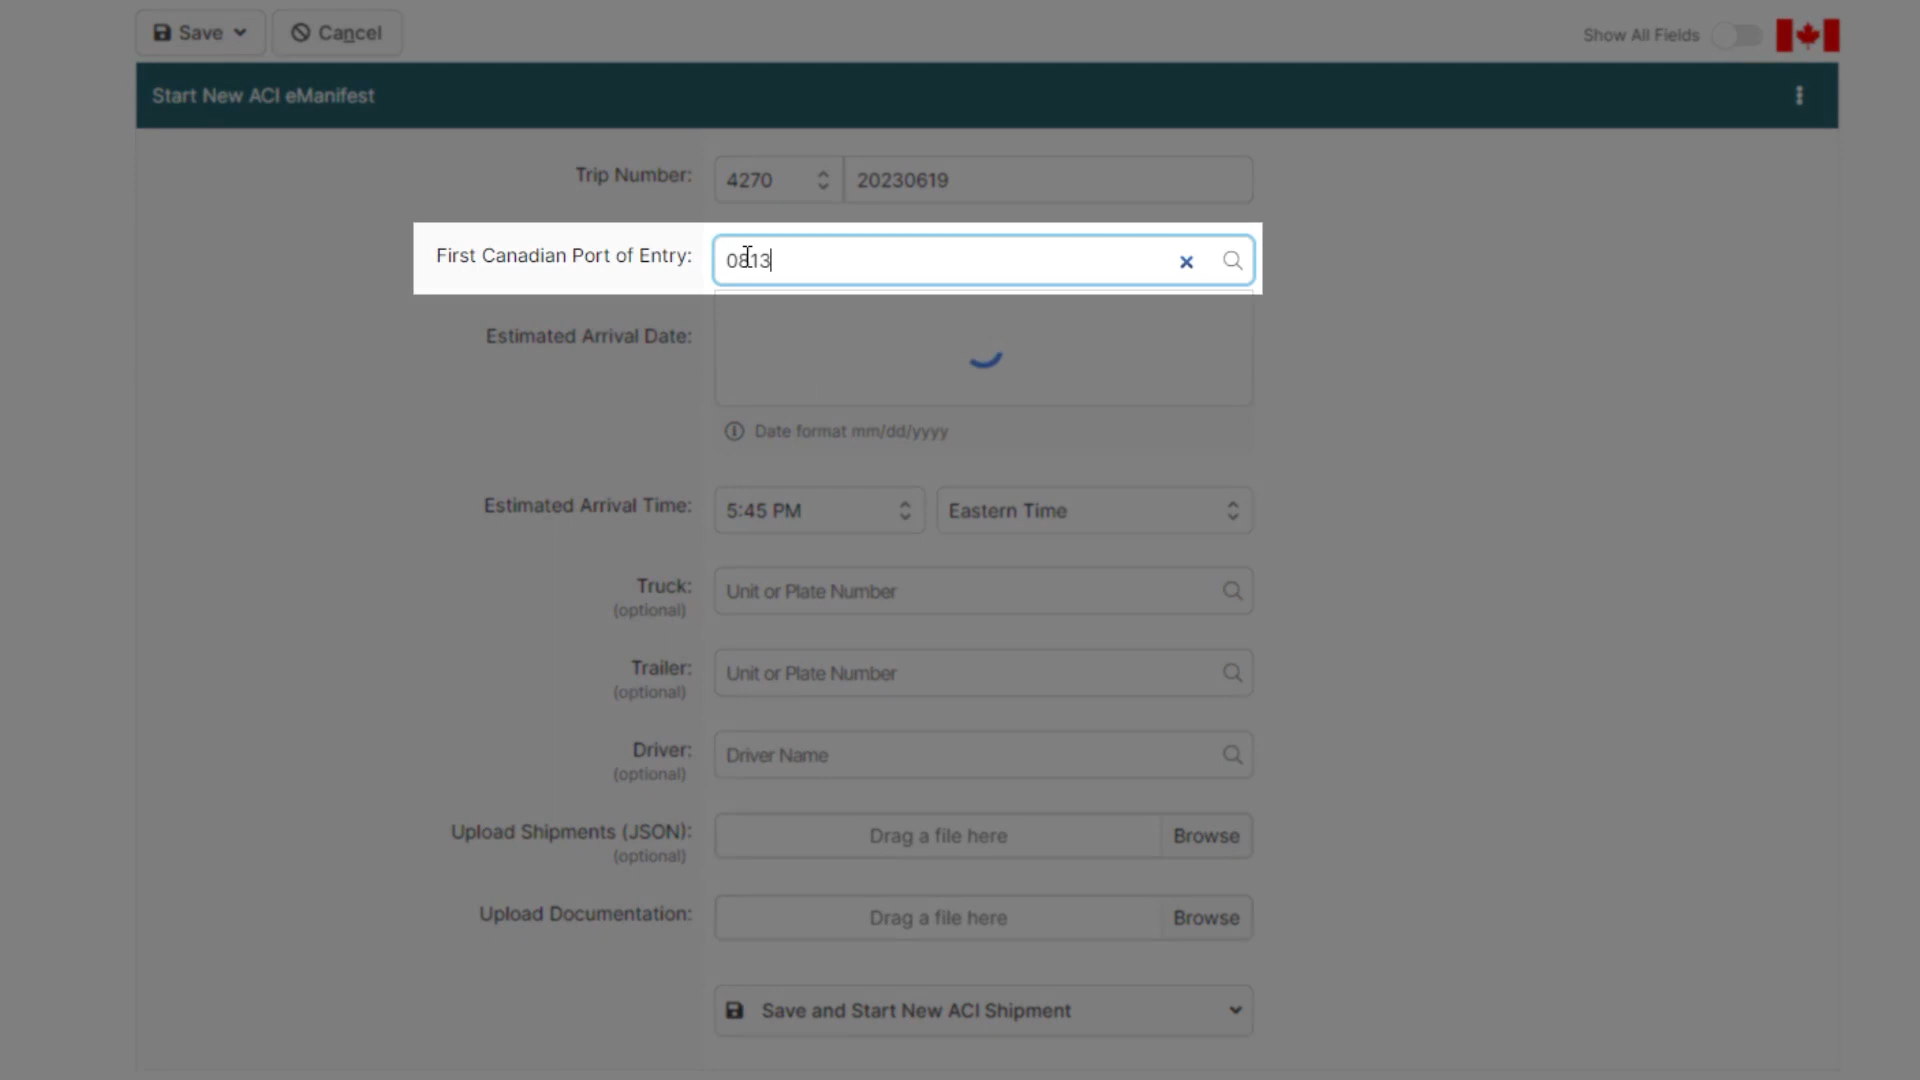 Save
Cancel
Show All Fields
Start New ACI eManifest
Trip Number:
4270
20230619
First Canadian Port of Entry:
0813
Estimated Arrival Date:
Date format mm/dd/yyyy
Estimated Arrival Time:
5:45 PM
Eastern Time
Truck:
(optional)
Unit or Plate Number
Trailer:
(optional)
Unit or Plate Number
Driver:
(optional)
Driver Name
Upload Shipments (JSON):
(optional)
Drag a file here
Browse
Upload Documentation:
Drag a file here
Browse
Save and Start New ACI Shipment